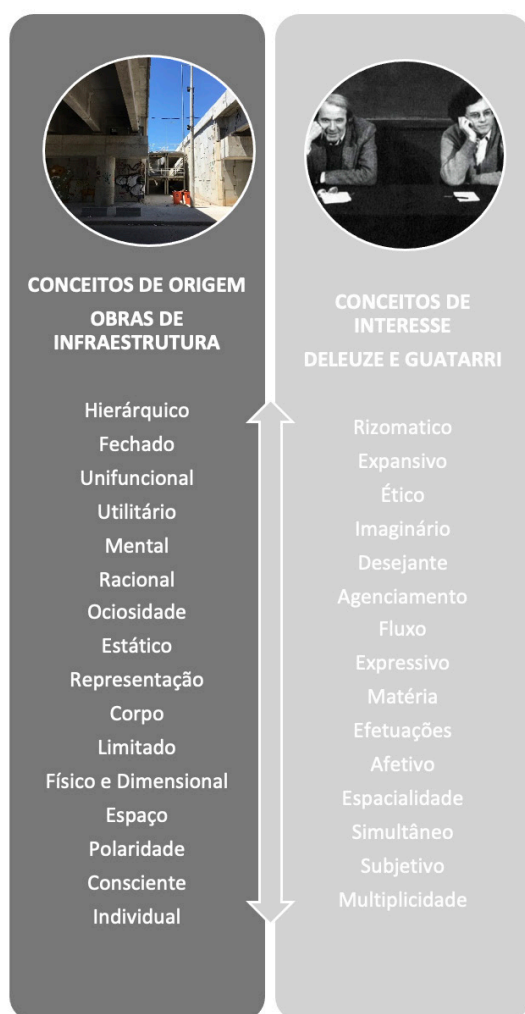 CONCEITOS DE ORIGEM
OBRAS DE
INFRAESTRUTURA
Hierárquico
Fechado
Unifuncional
Utilitário
Mental
Racional
Ociosidade
Estático
Representação
Corpo
Limitado
Físico e Dimensional
Espaço
Polaridade
Consciente
Individual
CONCEITOS DE
INTERESSE
DELEUZE E GUATARRI
Rizomatico
Expansivo
Ético
Imaginário
Desejante
Agenciamento
Fluxo
Expressivo
Matéria
Efetuações
Afetivo
Espacialidade
Simultâneo
Subjetivo
Multiplicidade